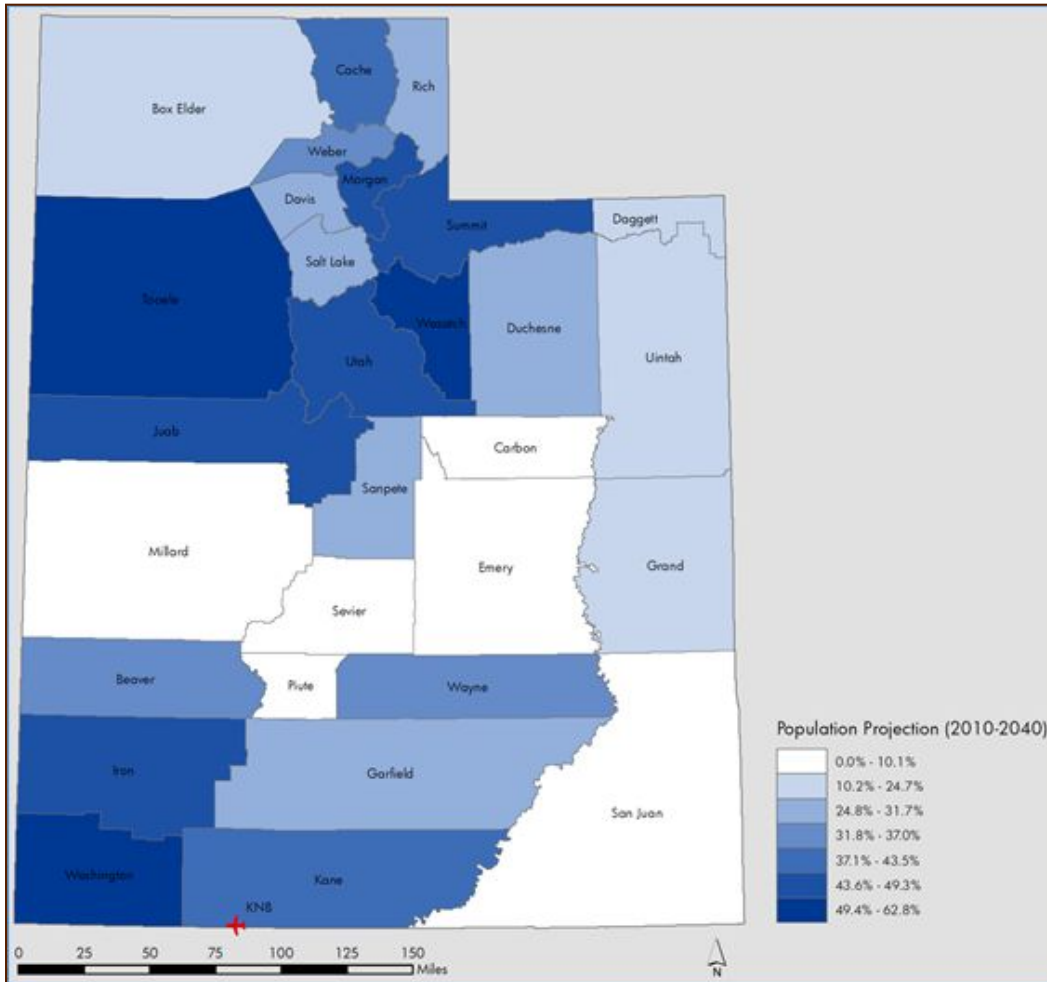 Cache
Rich
Box Elder
Weber
Morgan
Davis
Summit
Daggett
Salt Lake
Tooele
Wasatch
Duchesne
Uintah
Utah
Juab
Carbon
Sanpete
Millard
Emery
Grand
Sevier
Beaver
Piute
Wayne
Iron
Garfield
San Juan
Washington
Kane
KNB
Population Projection (2010-2040)
0.0% - 10.1%
10.2% - 24.7%
24.8% - 31.7%
31.8% - 37.0%
37.1% - 43.5%
43.6% - 49.3%
49.4% - 62.8%
0 25 50 75 100 125 150
Miles
N